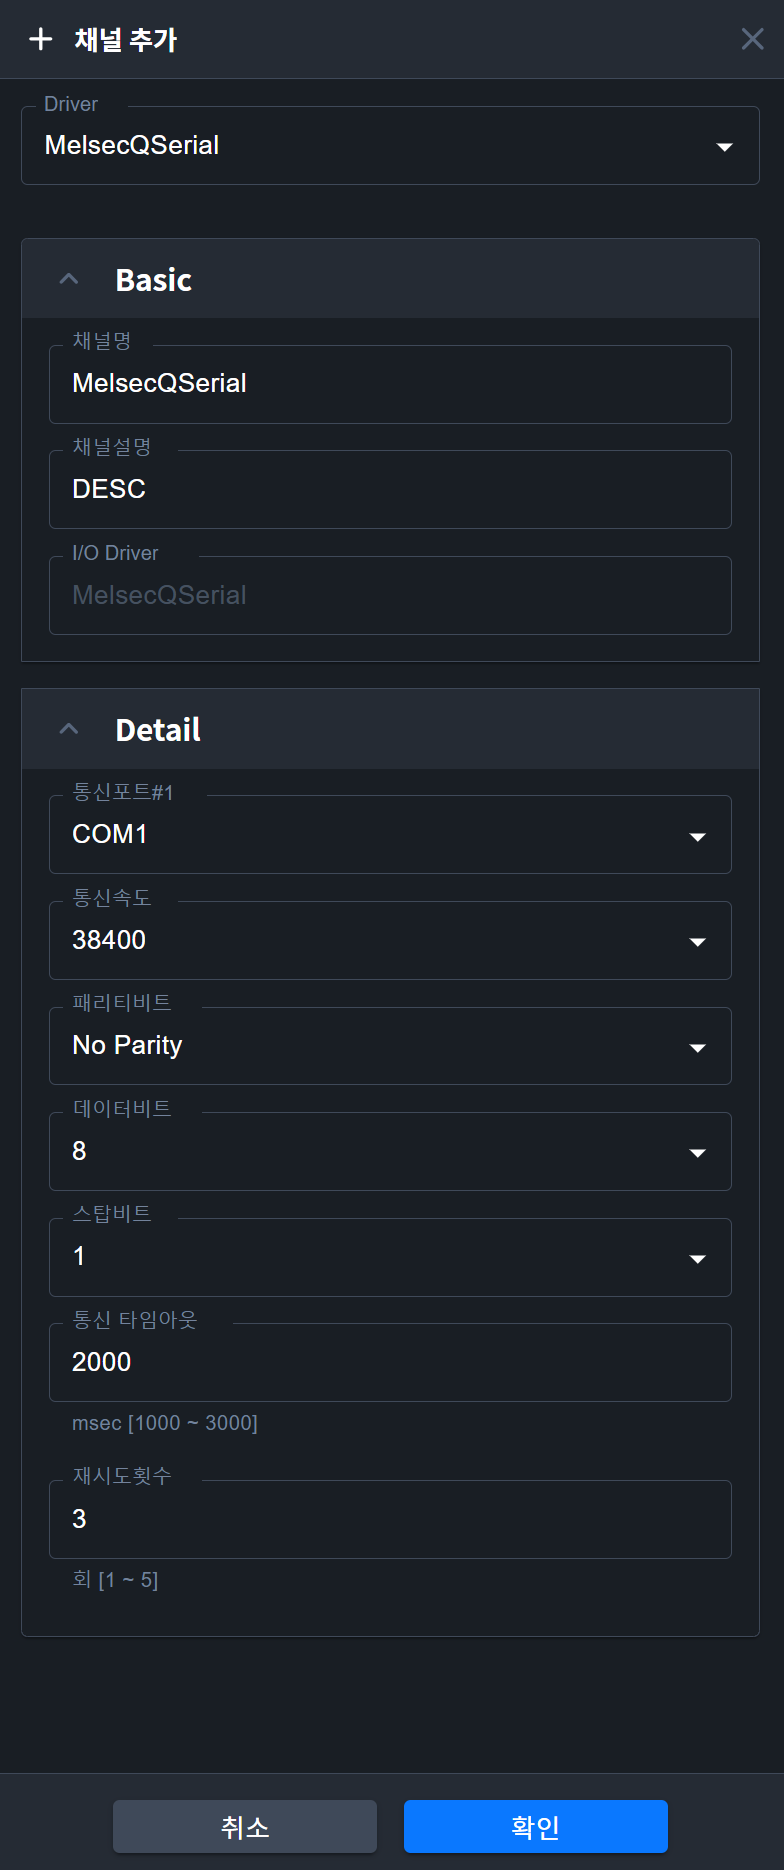 채널 추가
Driver
MelsecQSerial
Basic
채널명
MelsecQSerial
채널설명
DESC
I/O Driver
MelsecQSerial
Detail
통신포트#1
COM1
통신속도
38400
패리티비트
No Parity
데이터비트
8
스탑비트
1
통신 타임아웃
2000
msec [1000 ~ 3000]
재시도횟수
3
회 [1 ~ 5]
취소
확인